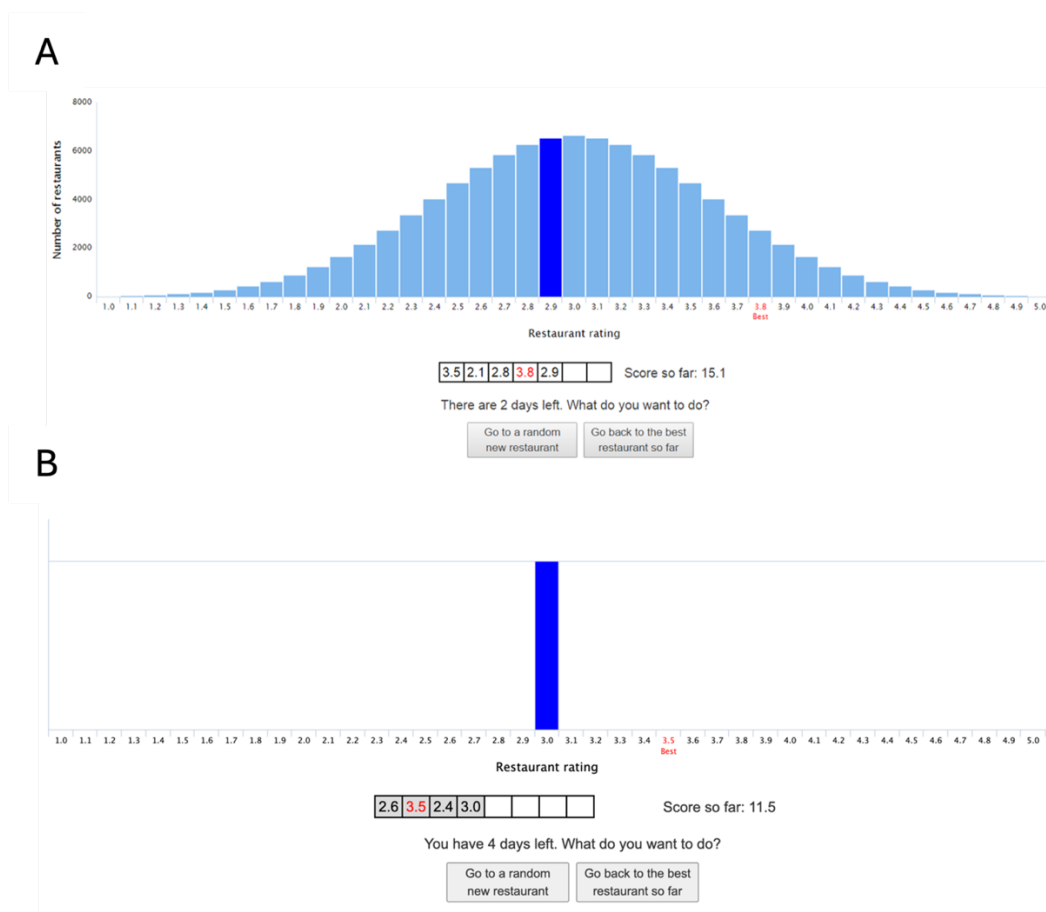 A
8000
6000
4000
2000
0
Number of restaurants
1.0 1.1 1.2 1.3 1.4 1.5 1.6 1.7 1.8 1.9 2.0 2.1 2.2 2.3 2.4 2.5 2.6 2.7 2.8 2.9 3.0 3.1 3.2 3.3 3.4 3.5 3.6 3.7 3.8 3.9 4.0 4.1 4.2 4.3 4.4 4.5 4.6 4.7 4.8 4.9 5.0
Best
Restaurant rating
3.5 2.1 2.8 3.8 2.9 Score so far: 15.1
There are 2 days left. What do you want to do?
Go to a random Go back to the best
new restaurant restaurant so far
B
1.0 1.1 1.2 1.3 1.4 1.5 1.6 1.7 1.8 1.9 2.0 2.1 2.2 2.3 2.4 2.5 2.6 2.7 2.8 2.9 3.0 3.1 3.2 3.3 3.4 3.5 3.6 3.7 3.8 3.9 4.0 4.1 4.2 4.3 4.4 4.5 4.6 4.7 4.8 4.9 5.0
Best
Restaurant rating
2.6 3.5 2.4 3.0 Score so far: 11.5
You have 4 days left. What do you want to do?
Go to a random Go back to the best
new restaurant restaurant so far